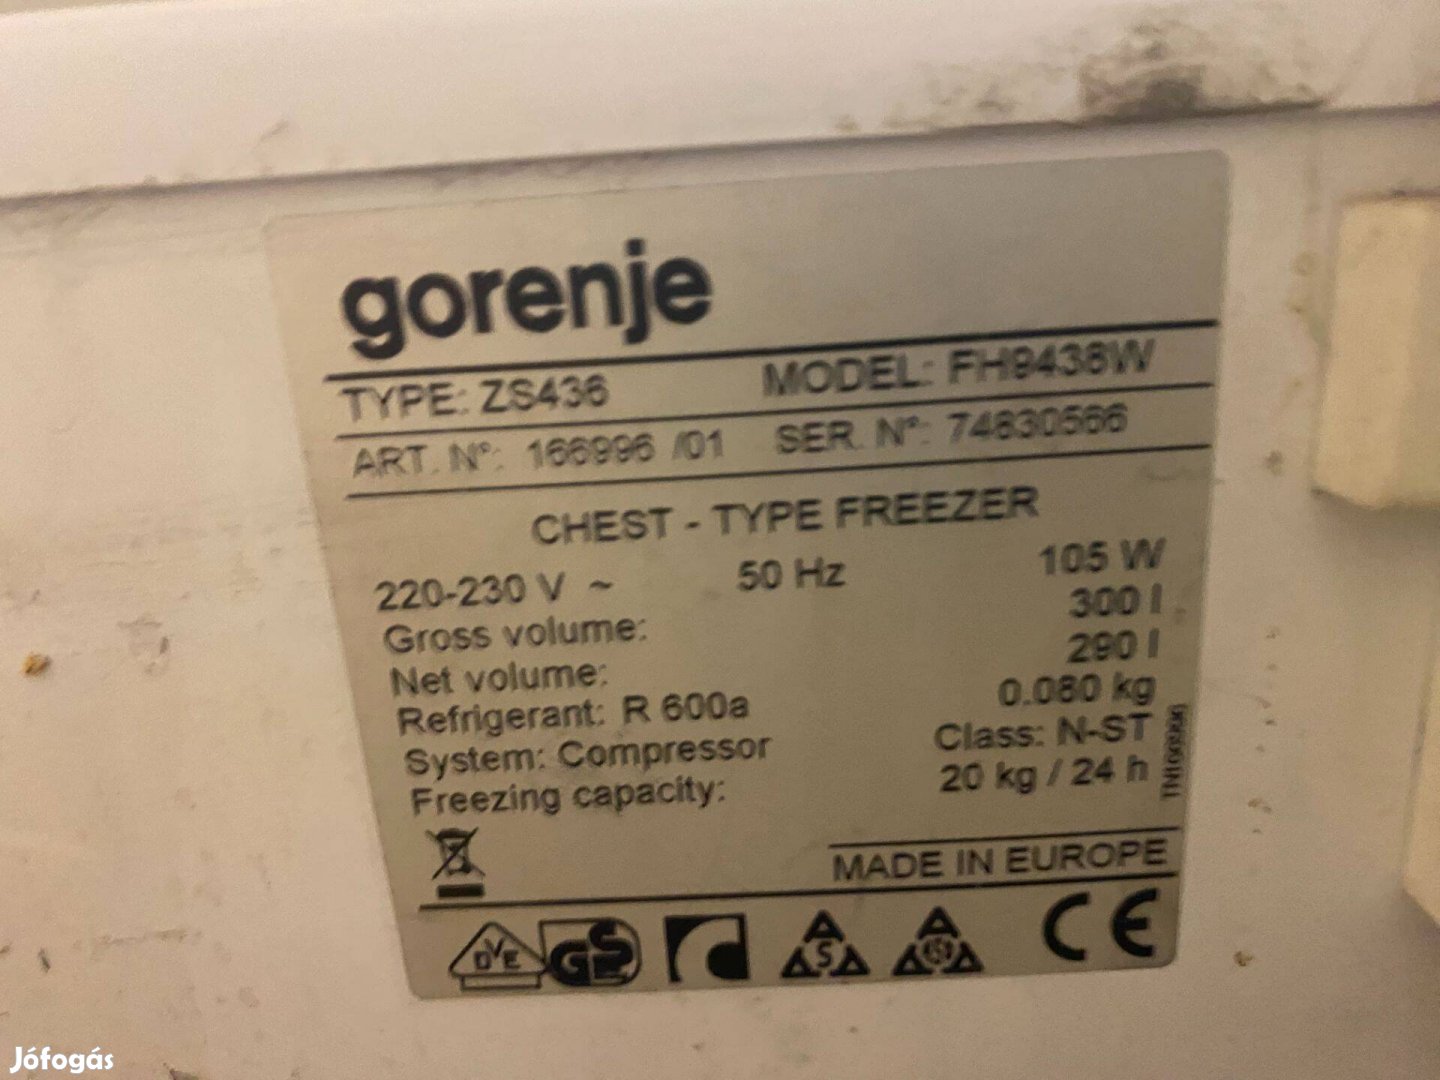 gorenje
TYPE: ZS436 MODEL: FH9438W
ART. N°: 166996 /01 SER. N°: 74830566
CHEST - TYPE FREEZER
220-230 V ~ 50 Hz 105 W
Gross volume: 300 l
Net volume: 290 l
Refrigerant: R 600a 0.080 kg
System: Compressor Class: N-ST
Freezing capacity: 20 kg / 24 h
MADE IN EUROPE
DVE GS S CE
Jófogás